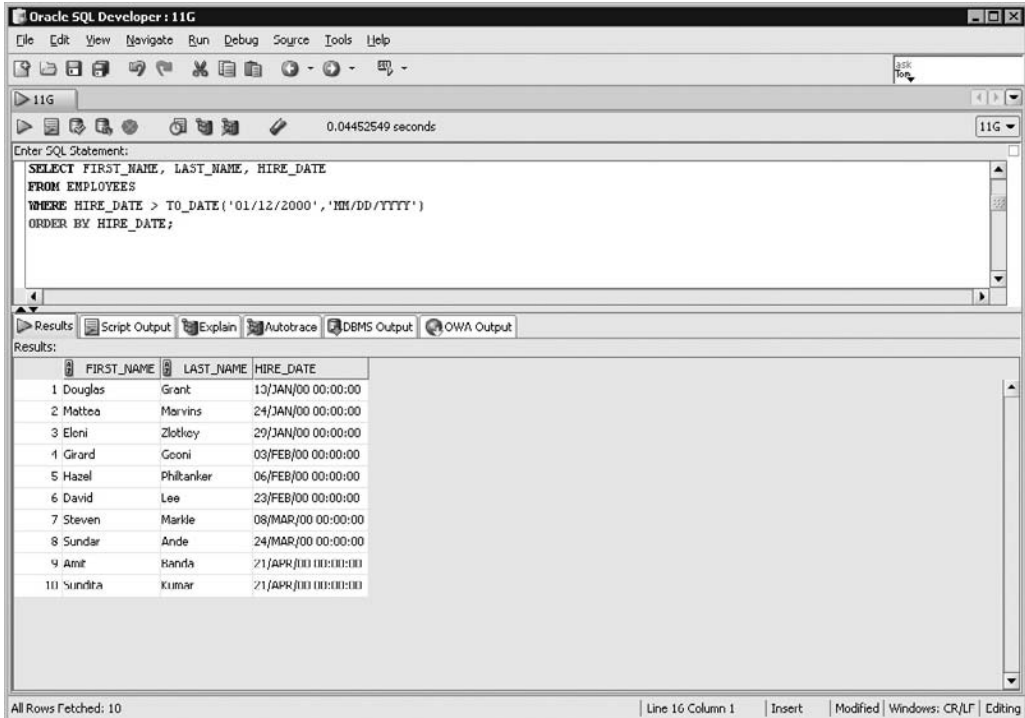 Oracle SQL Developer : 11G
File Edit View Navigate Run Debug Source Tools Help
ask Tom
11G
0.04452549 seconds
11G
Enter SQL Statement:
SELECT FIRST_NAME, LAST_NAME, HIRE_DATE
FROM EMPLOYEES
WHERE HIRE_DATE > TO_DATE('01/12/2000','MM/DD/YYYY')
ORDER BY HIRE_DATE;
Results Script Output Explain Autotrace DBMS Output OWA Output
Results:
FIRST_NAME LAST_NAME HIRE_DATE
1 Douglas Grant 13/JAN/00 00:00:00
2 Mattea Marvins 24/JAN/00 00:00:00
3 Eleni Zlotkey 29/JAN/00 00:00:00
4 Girard Geoni 03/FEB/00 00:00:00
5 Hazel Philtanker 06/FEB/00 00:00:00
6 David Lee 23/FEB/00 00:00:00
7 Steven Markle 08/MAR/00 00:00:00
8 Sundar Ande 24/MAR/00 00:00:00
9 Amit Banda 21/APR/00 00:00:00
10 Sundita Kumar 21/APR/00 00:00:00
All Rows Fetched: 10 Line 16 Column 1 Insert Modified Windows: CR/LF Editing